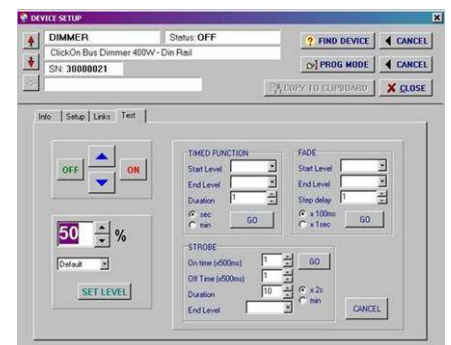 DEVICE SETUP
DIMMER Status: OFF
ClickOn Bus Dimmer 400W - Din Rail
SN: 30000021
? FIND DEVICE
CANCEL
PROG MODE
CANCEL
COPY TO CLIPBOARD
X CLOSE
Info Setup Links Test
OFF
ON
50 %
Default
SET LEVEL
TIMED FUNCTION
Start Level
End Level
Duration 1
sec
min
GO
FADE
Start Level
End Level
Step delay 1
x 100ms
x 1sec
GO
STROBE
On time (x500ms) 1
GO
Off Time (x500ms) 1
Duration 10
x 2s
min
End Level
CANCEL